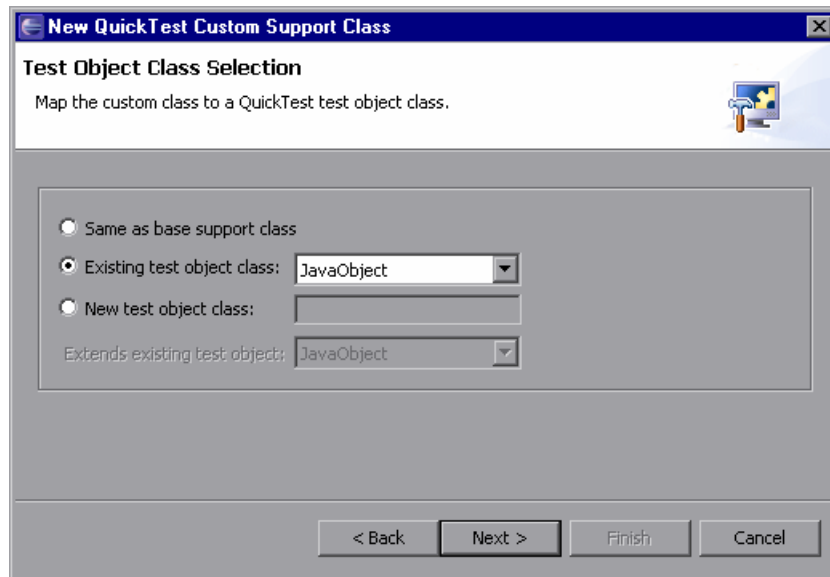 New QuickTest Custom Support Class
Test Object Class Selection
Map the custom class to a QuickTest test object class.
Same as base support class
Existing test object class: JavaObject
New test object class:
Extends existing test object: JavaObject
< Back Next > Finish Cancel